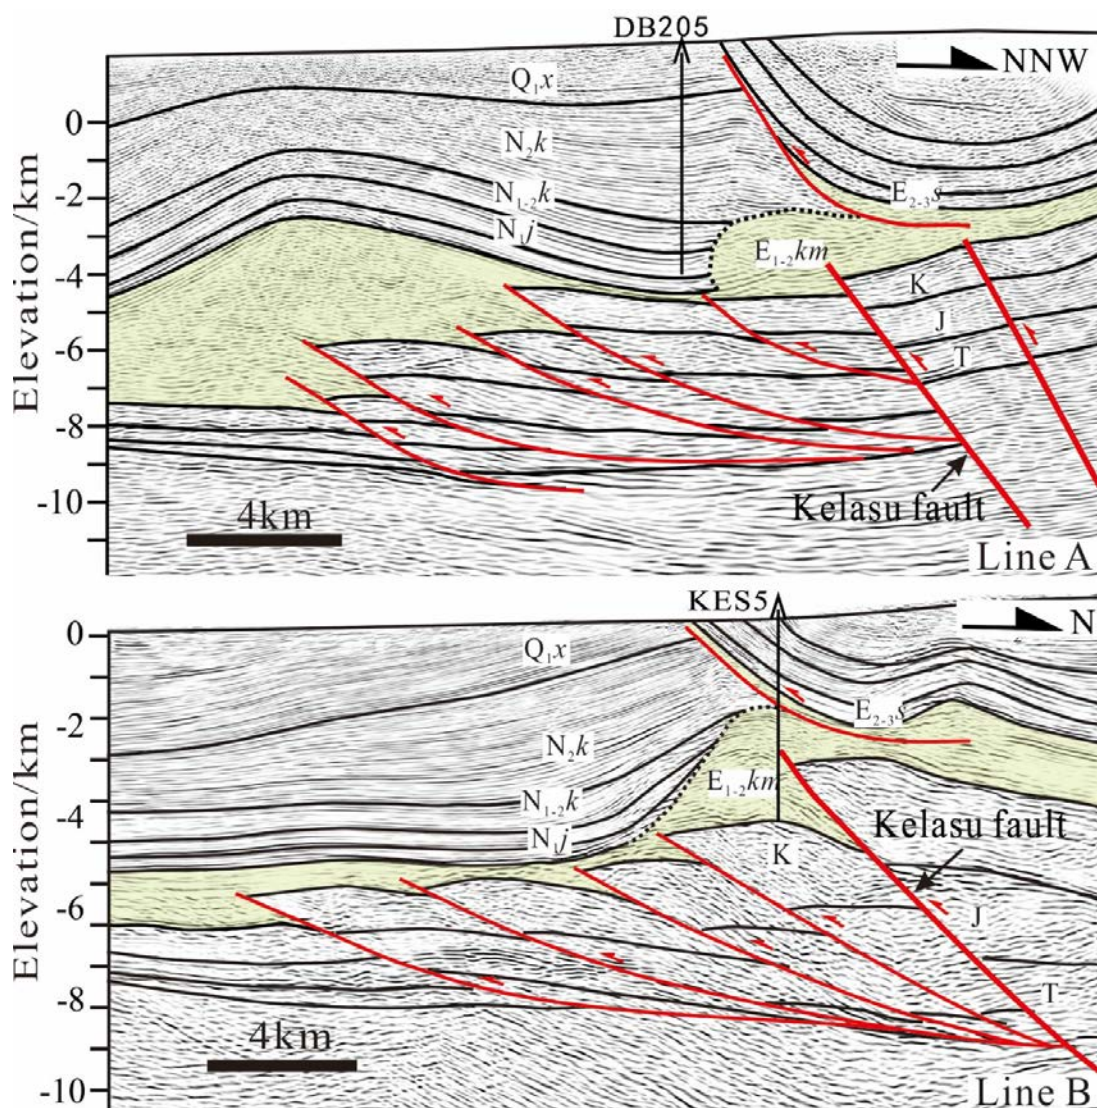 DB205
NNW
Q₁x
0
N₂k
-2
N₁₋₂k
E₂₋₃s
N₁j
Elevation/km
-4
E₁₋₂km
K
J
-6
T
-8
-10
Kelasu fault
4km
Line A
KES5
N
0
Q₁x
-2
E₂₋₃s
N₂k
Elevation/km
E₁₋₂km
N₁₋₂k
-4
Kelasu fault
N₁j
K
-6
J
-8
T
4km
-10
Line B